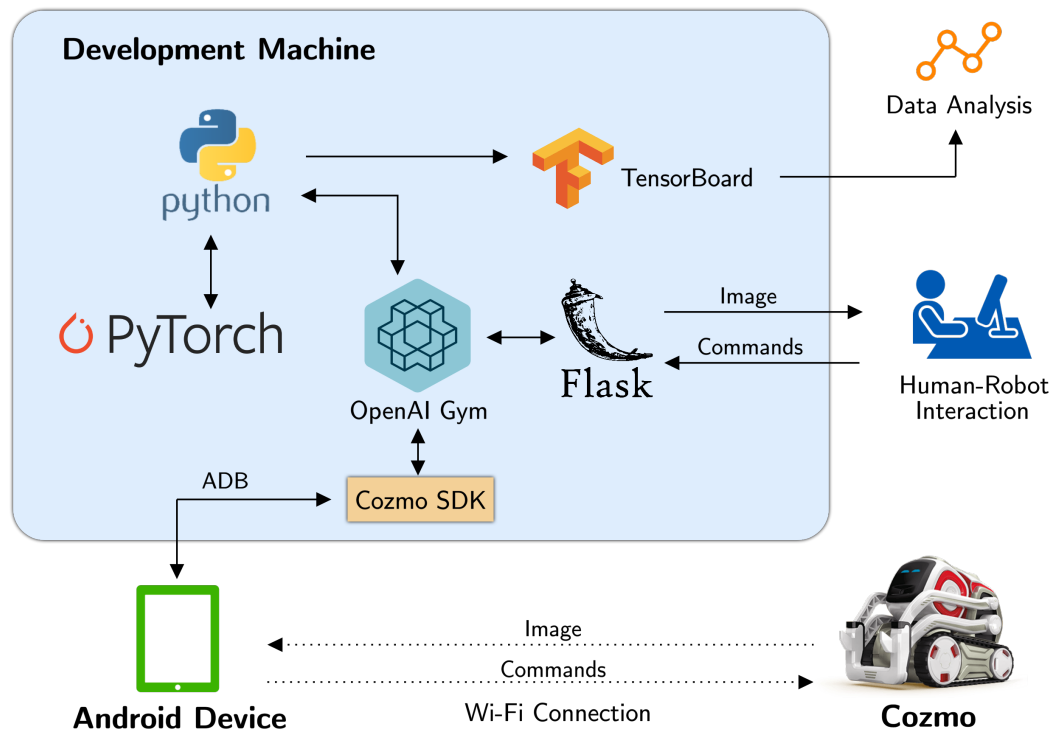 Development Machine
Data Analysis
python
TensorBoard
PyTorch
Image
Commands
Flask
Human-Robot
Interaction
OpenAI Gym
ADB
Cozmo SDK
Image
Commands
Wi-Fi Connection
Android Device
Cozmo